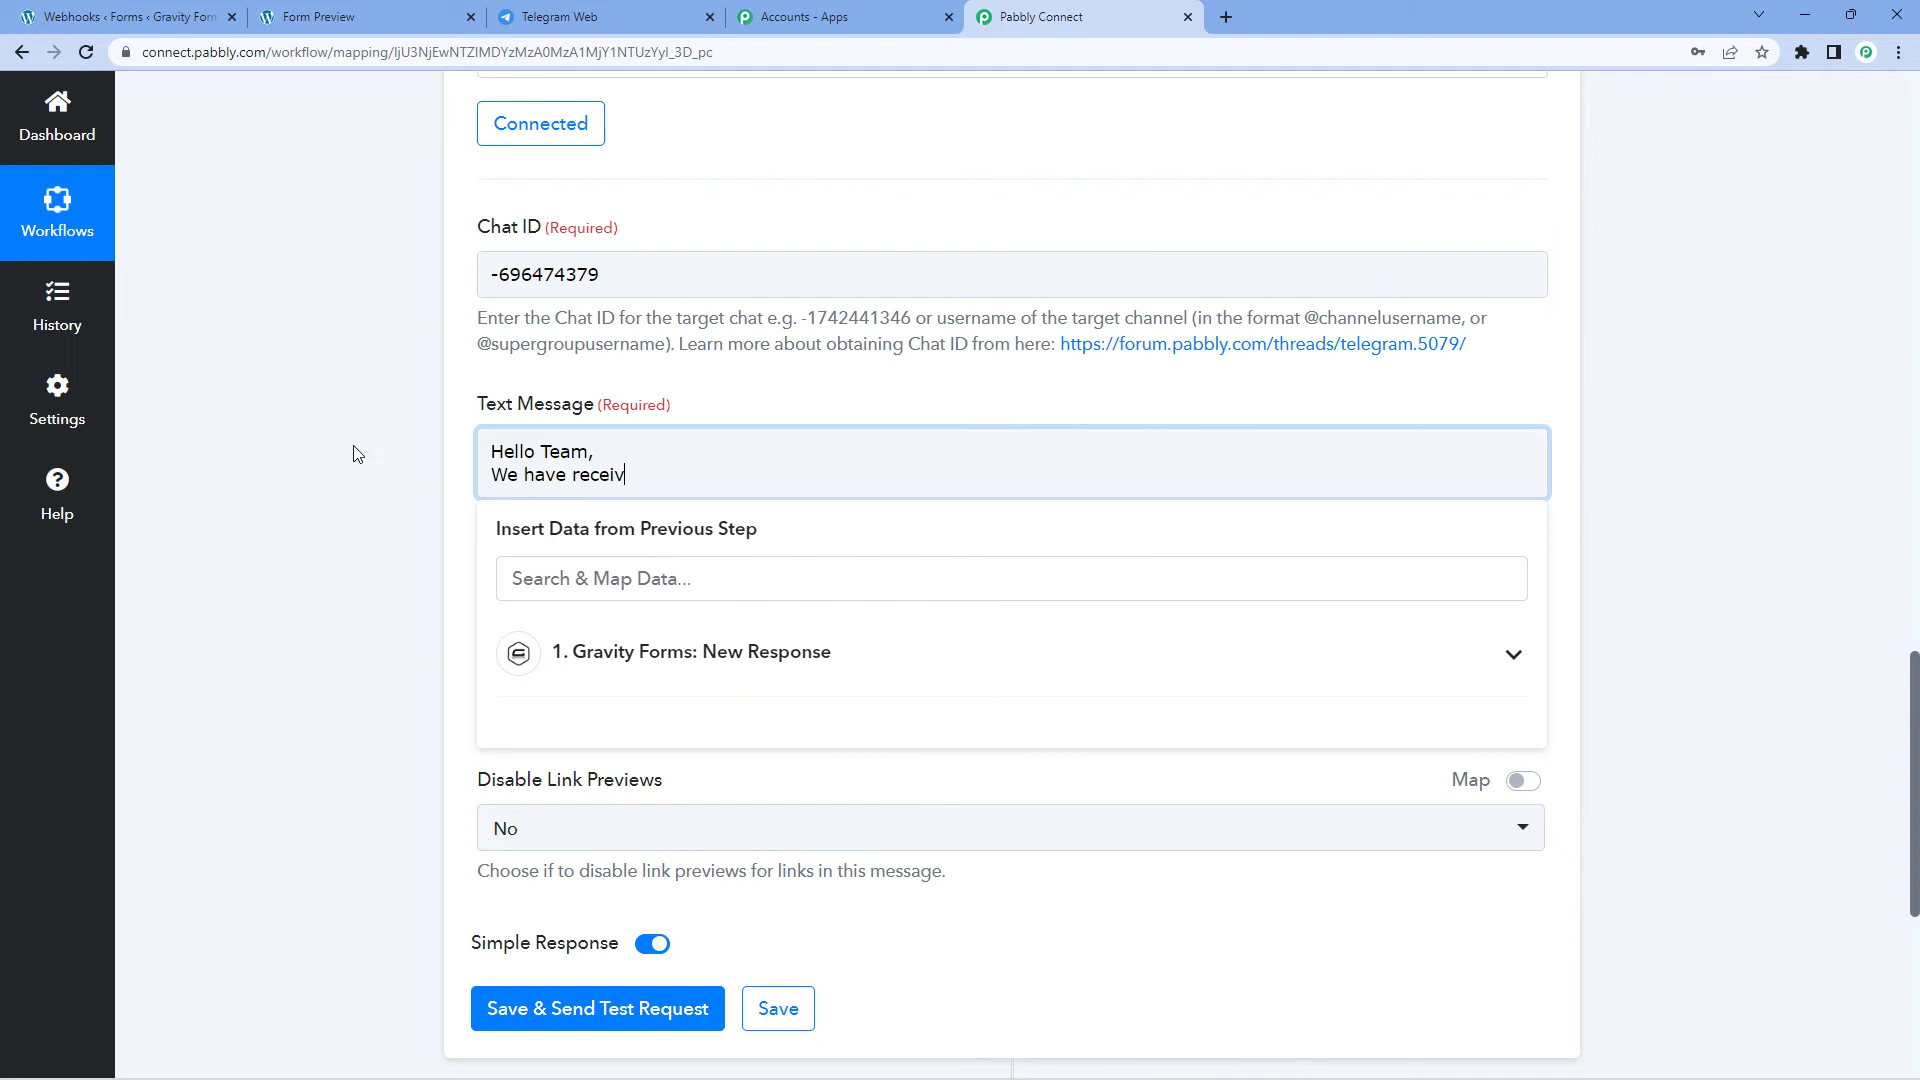 Webhooks ‹ Forms ‹ Gravity Forn
Form Preview
Telegram Web
Accounts - Apps
Pabbly Connect
connect.pabbly.com/workflow/mapping/IjU3NjEwNTZlMDYzMzA0MzA1MjY1NTUzYyI_3D_pc
Dashboard
Workflows
History
Settings
Help
Connected
Chat ID (Required)
-696474379
Enter the Chat ID for the target chat e.g. -1742441346 or username of the target channel (in the format @channelusername, or
@supergroupusername). Learn more about obtaining Chat ID from here: https://forum.pabbly.com/threads/telegram.5079/
Text Message (Required)
Hello Team,
We have receiv
Insert Data from Previous Step
Search & Map Data...
1. Gravity Forms: New Response
Disable Link Previews
Map
No
Choose if to disable link previews for links in this message.
Simple Response
Save & Send Test Request
Save